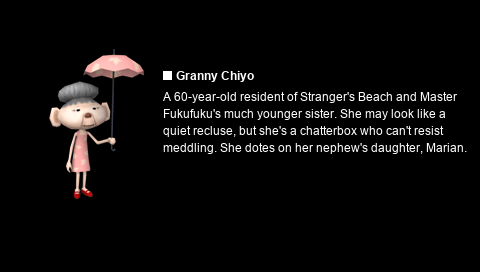 Granny Chiyo
A 60-year-old resident of Stranger's Beach and Master
Fukufuku's much younger sister. She may look like a
quiet recluse, but she's a chatterbox who can't resist
meddling. She dotes on her nephew's daughter, Marian.